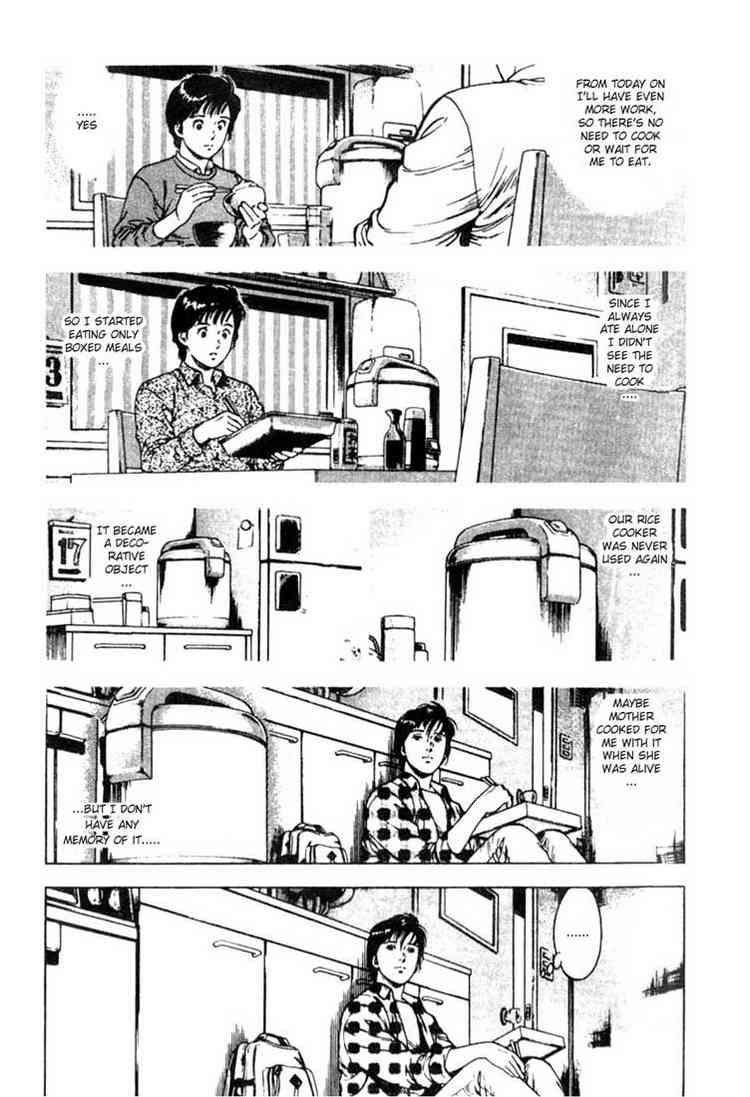 FROM TODAY ON
I'LL HAVE EVEN
MORE WORK,
SO THERE'S NO
NEED TO COOK
OR WAIT FOR
ME TO EAT.
.....
YES
SINCE I
ALWAYS
ATE ALONE
I DIDN'T
SEE THE
NEED TO
COOK
....
SO I STARTED
EATING ONLY
BOXED MEALS
...
3
OUR RICE
COOKER
WAS NEVER
USED AGAIN
...
IT BECAME
A DECO-
RATIVE
OBJECT
...
17
MAYBE
MOTHER
COOKED FOR
ME WITH IT
WHEN SHE
WAS ALIVE
...
...BUT I DON'T
HAVE ANY
MEMORY OF IT.....
......